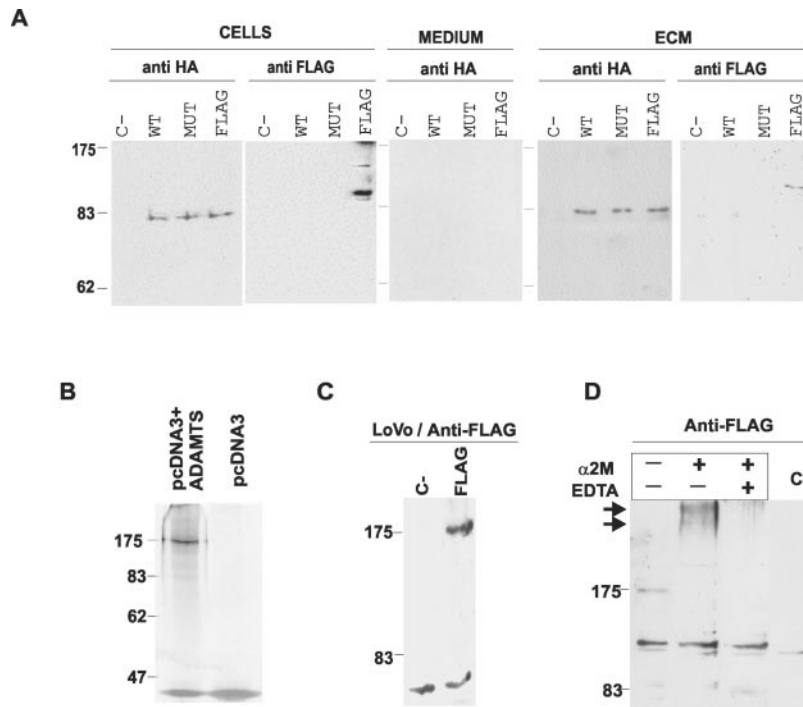 A
CELLS MEDIUM ECM
anti HA anti FLAG anti HA anti HA anti FLAG
C– WT MUT FLAG C– WT MUT FLAG C– WT MUT FLAG C– WT MUT FLAG C– WT MUT FLAG
175
83
62
B
pcDNA3+ ADAMTS pcDNA3
175
83
62
47
C
LoVo / Anti-FLAG
C- FLAG
175
83
D
Anti-FLAG
α2M – + +
EDTA – – +
C
175
83